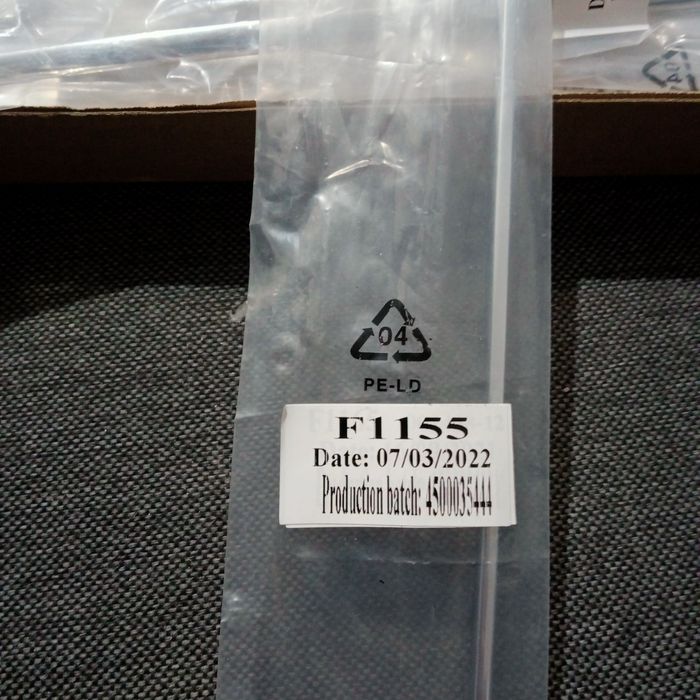 04
PE-LD
F1155
Date: 07/03/2022
Production batch: 4500035444